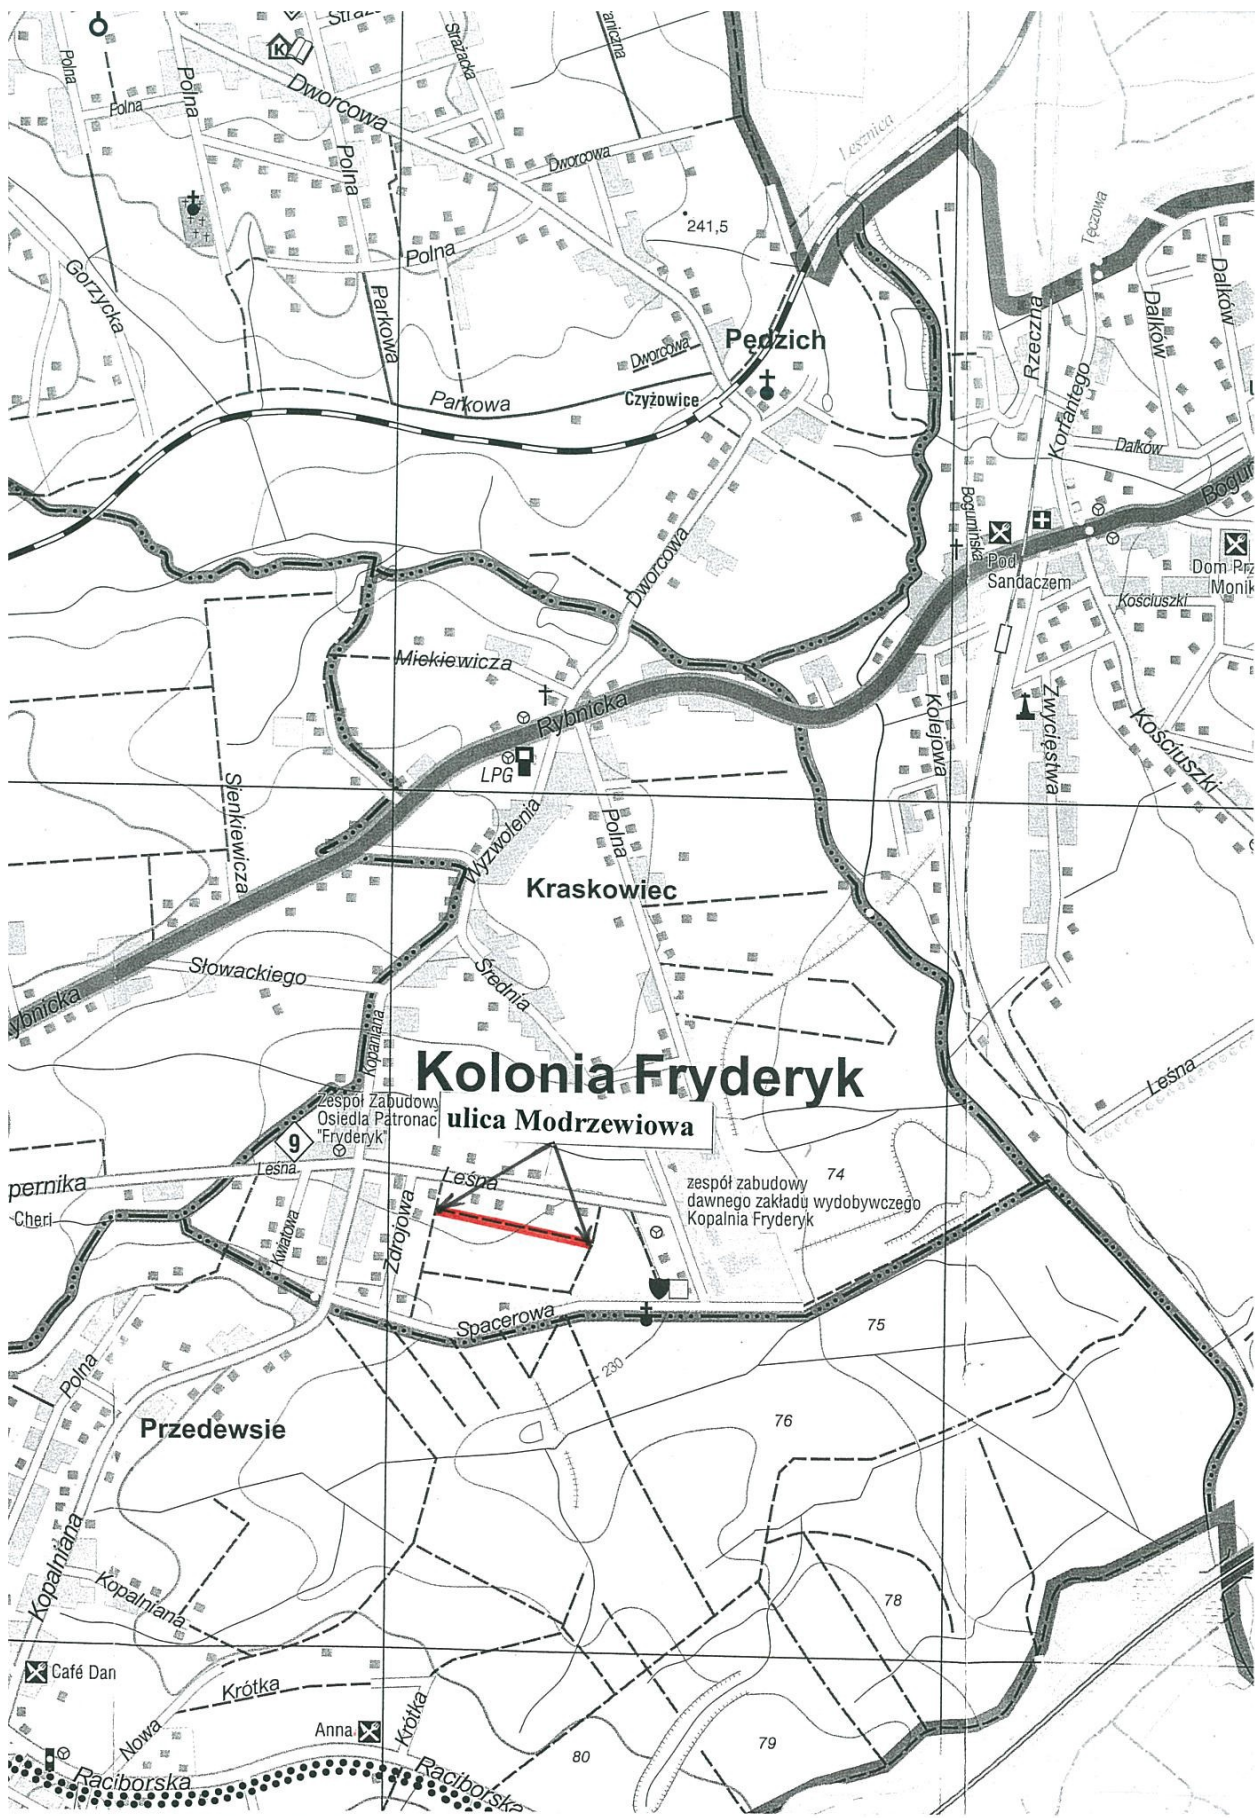 Polna
Folna
Polna
Strażacka
Dworcowa
Polna
Dworcowa
Leśnica
241,5
Tęczowa
Gorzycka
Polna
Parkowa
Dalków
Dalków
Rzeczna
Pędzich
Dworcowa
Czyżowice
Parkowa
Korfantego
Dalków
Bogumińska
Pod
Sandaczem
Dom Prz
Monik
Kościuszki
Dworcowa
Mickiewicza
Rybnicka
Kolejowa
Zwycięstwa
Kościuszki
LPG
Sienkiewicza
Wyzwolenia
Polna
Kraskowiec
Słowackiego
Średnia
ybnicka
Kopalniana
Kolonia Fryderyk
Leśna
Zespół Zabudowy
Osiedla Patronac
"Fryderyk"
ulica Modrzewiowa
9
Leśna
Leśna
pernika
Cheri
74
zespół zabudowy
dawnego zakładu wydobywczego
Kopalnia Fryderyk
Kwiatowa
Zdrojowa
Spacerowa
75
230
Polna
Przedewsie
76
Kopalniana
Kopalniana
78
Café Dan
Krótka
Krótka
Anna
Nowa
80
79
Raciborska
Raciborska